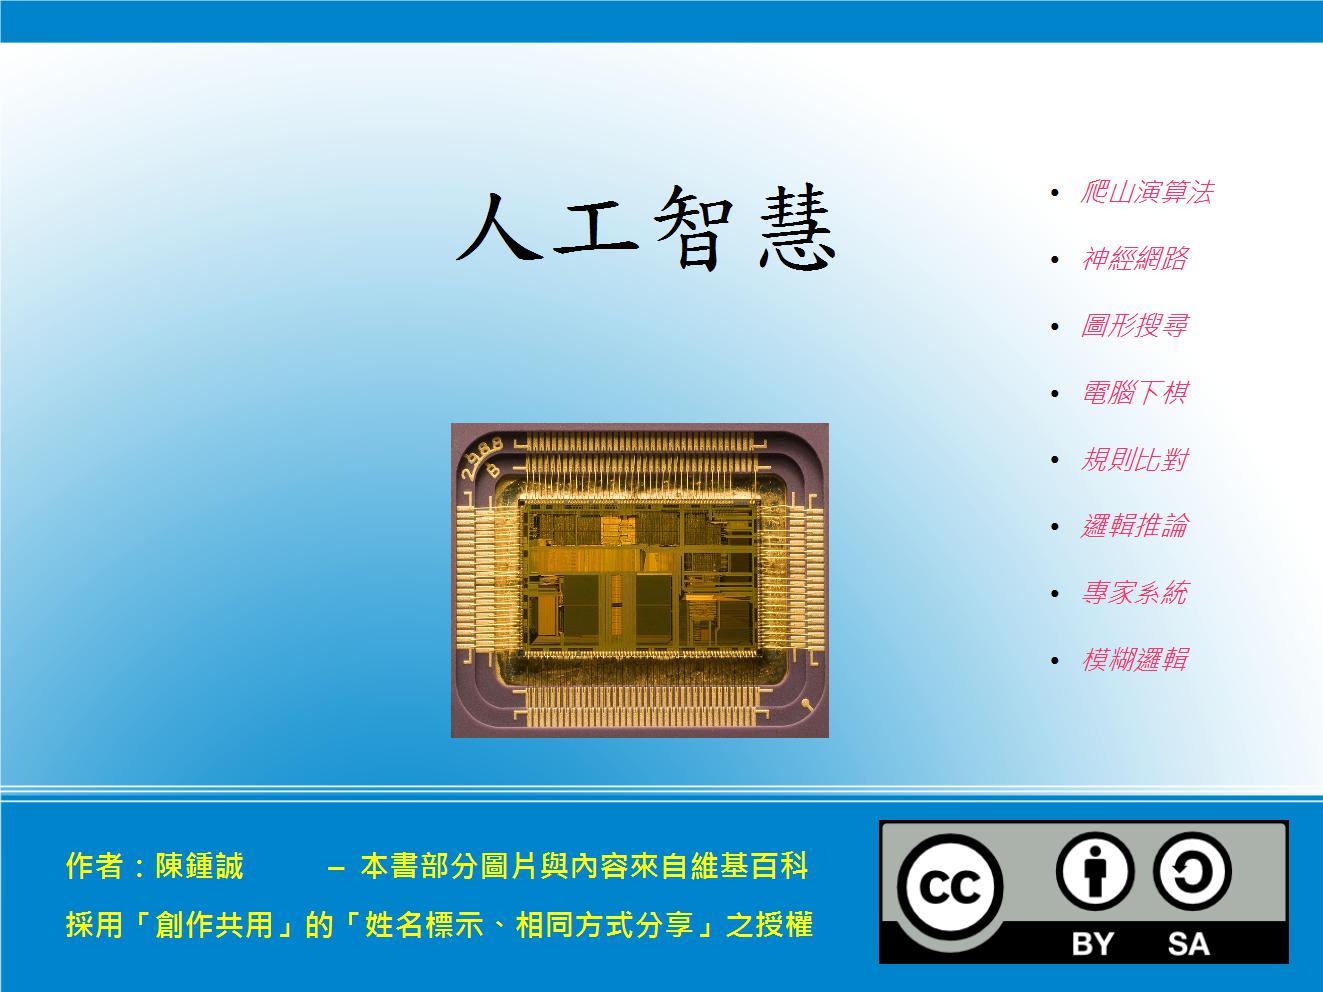 人工智慧
• 爬山演算法
• 神經網路
• 圖形搜尋
• 電腦下棋
• 規則比對
• 邏輯推論
• 專家系統
• 模糊邏輯
2988
B
作者：陳鍾誠 – 本書部分圖片與內容來自維基百科
採用「創作共用」的「姓名標示、相同方式分享」之授權
cc
BY SA